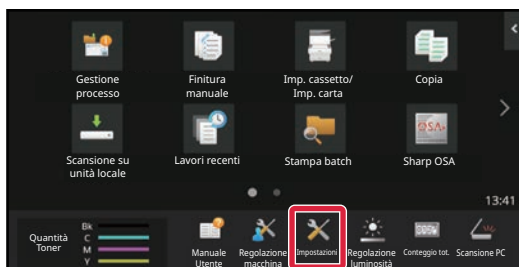 Gestione
processo
Finitura
manuale
Imp. cassetto/
Imp. carta
Copia
Scansione su
unità locale
Lavori recenti
Stampa batch
OSA
Sharp OSA
13:41
Quantità
Toner
Bk
C
M
Y
Manuale
Utente
Regolazione
macchina
Impostazioni
Regolazione
luminosità
Conteggio tot.
Scansione PC